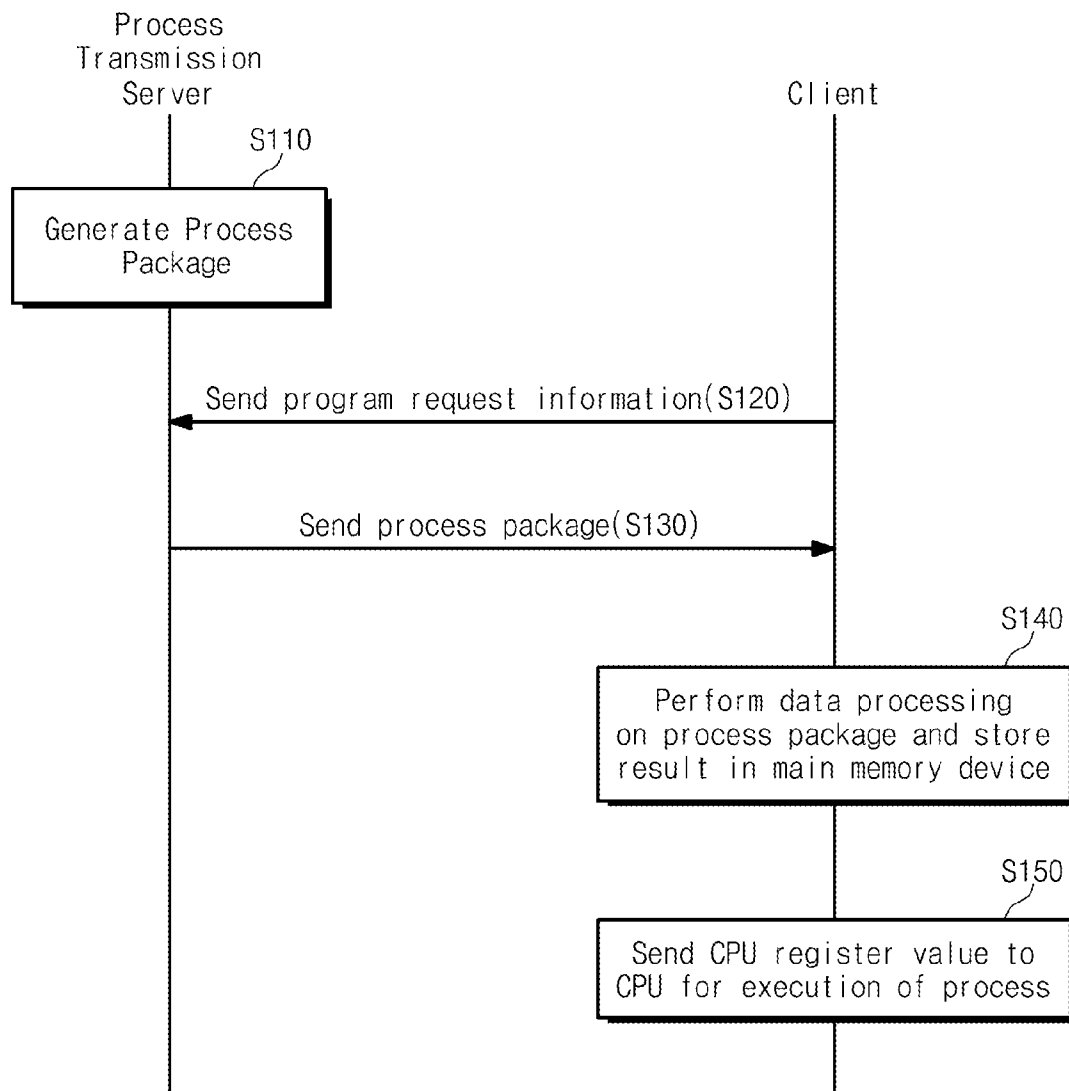 Process
Transmission
Server
Client
S110
Generate Process
Package
Send program request information(S120)
Send process package(S130)
S140
Perform data processing
on process package and store
result in main memory device
S150
Send CPU register value to
CPU for execution of process